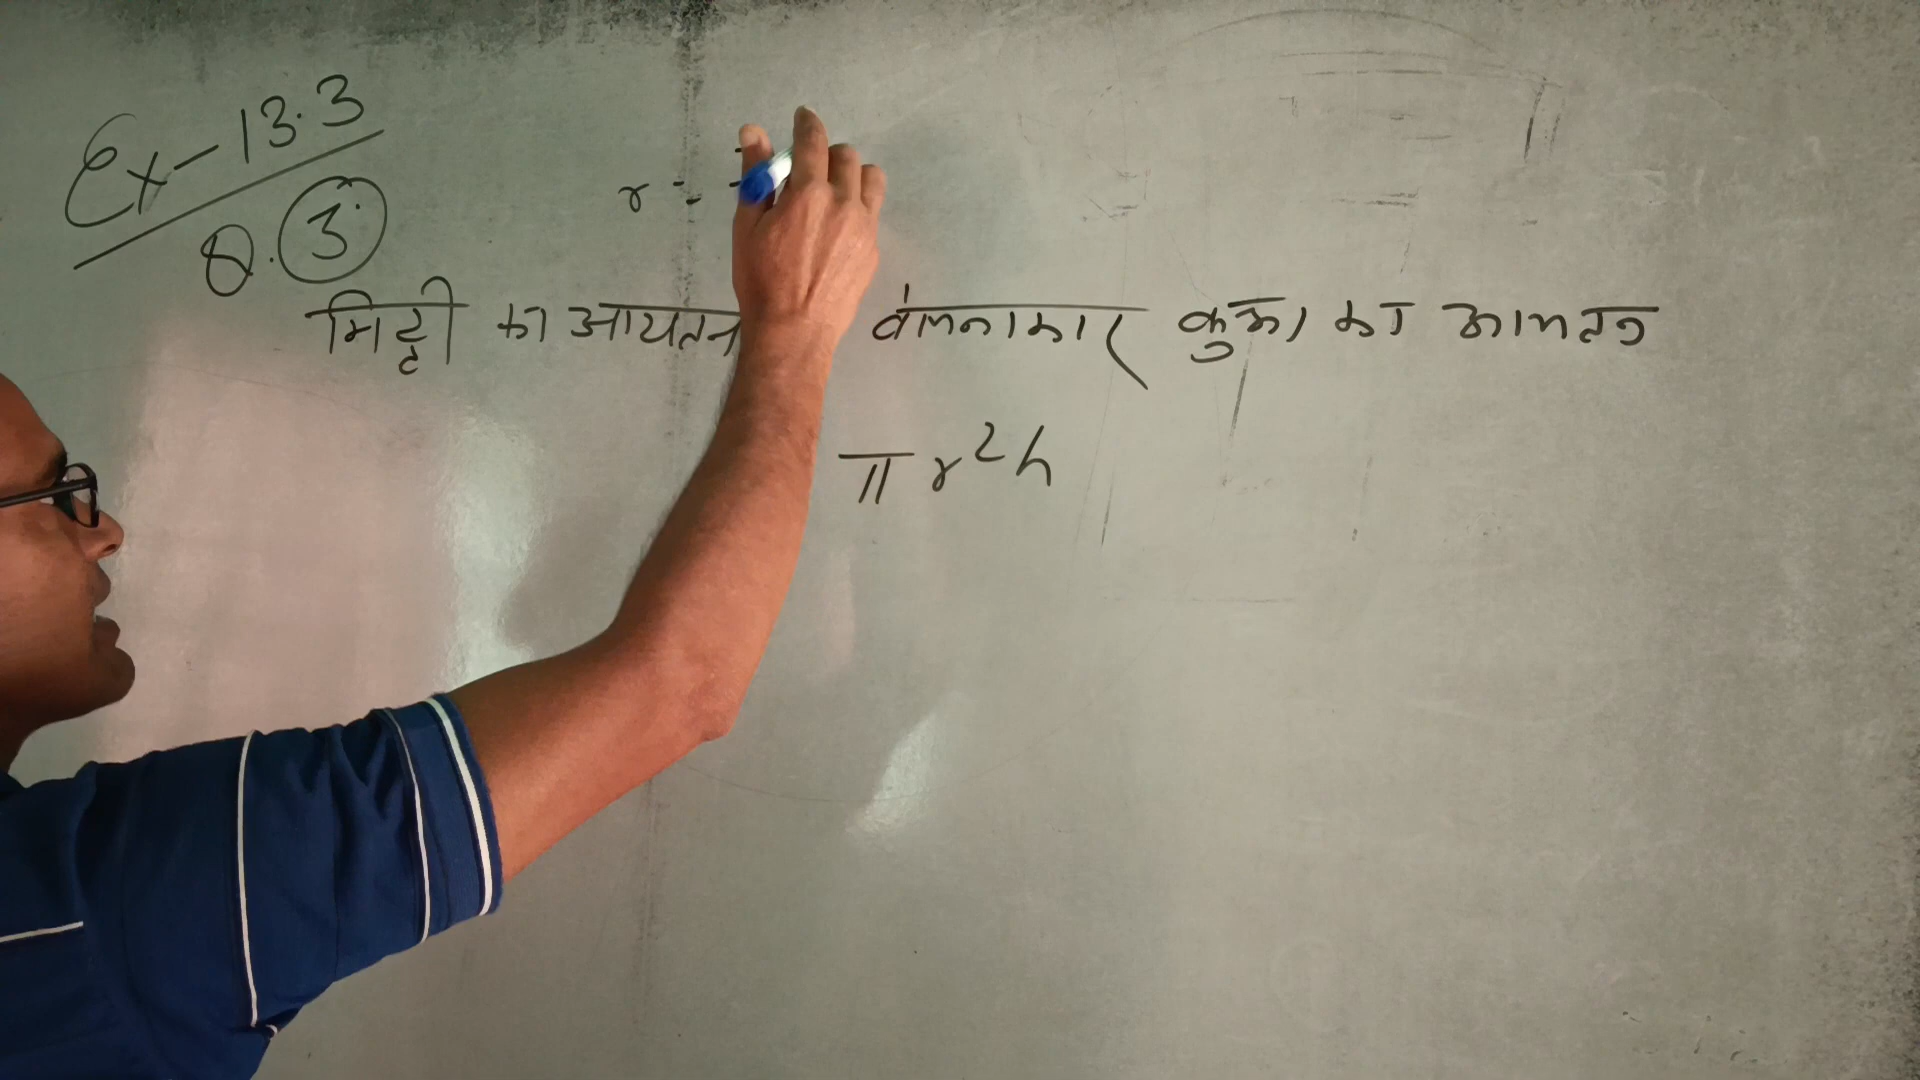 Ex-13.3
Q. 3.
r =
मिट्टी का आयतन बेलनाकार कुआ का आयतन
πr²h